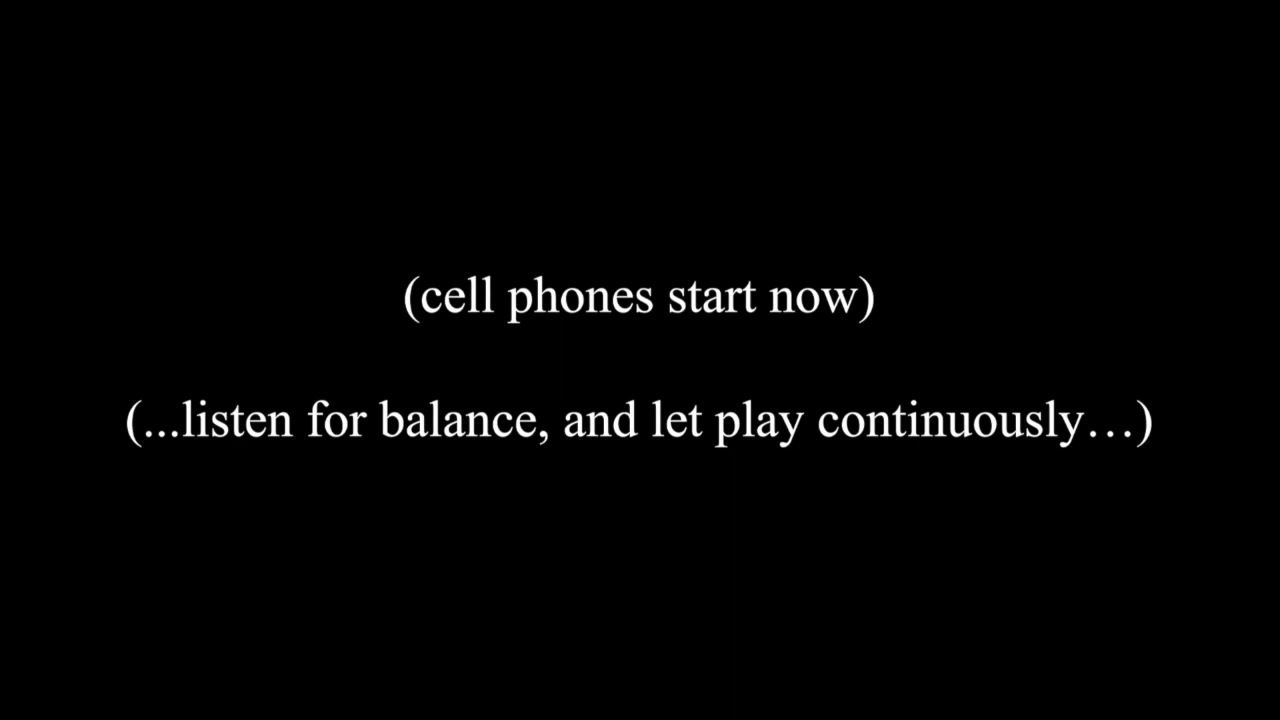 (cell phones start now)
(...listen for balance, and let play continuously…)